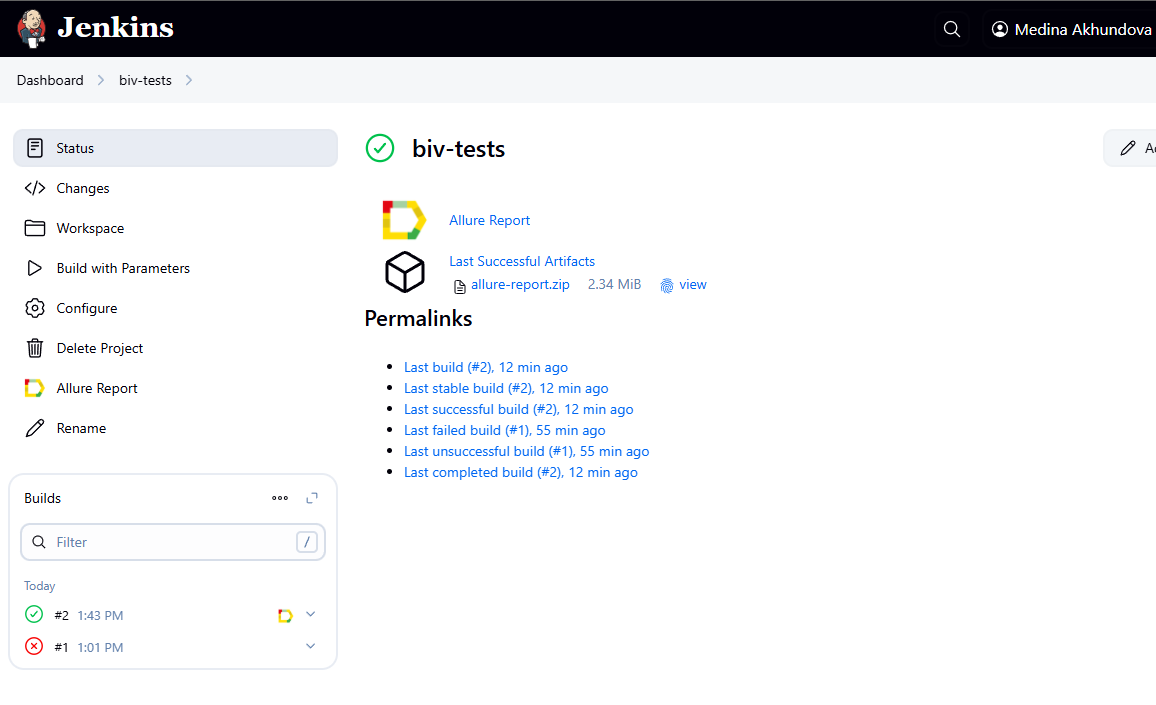 Jenkins
Medina Akhundova
Dashboard
biv-tests
Status
Changes
Workspace
Build with Parameters
Configure
Delete Project
Allure Report
Rename
Builds
Filter
/
Today
#2 1:43 PM
#1 1:01 PM
biv-tests
Allure Report
Last Successful Artifacts
allure-report.zip 2.34 MiB view
Permalinks
Last build (#2), 12 min ago
Last stable build (#2), 12 min ago
Last successful build (#2), 12 min ago
Last failed build (#1), 55 min ago
Last unsuccessful build (#1), 55 min ago
Last completed build (#2), 12 min ago